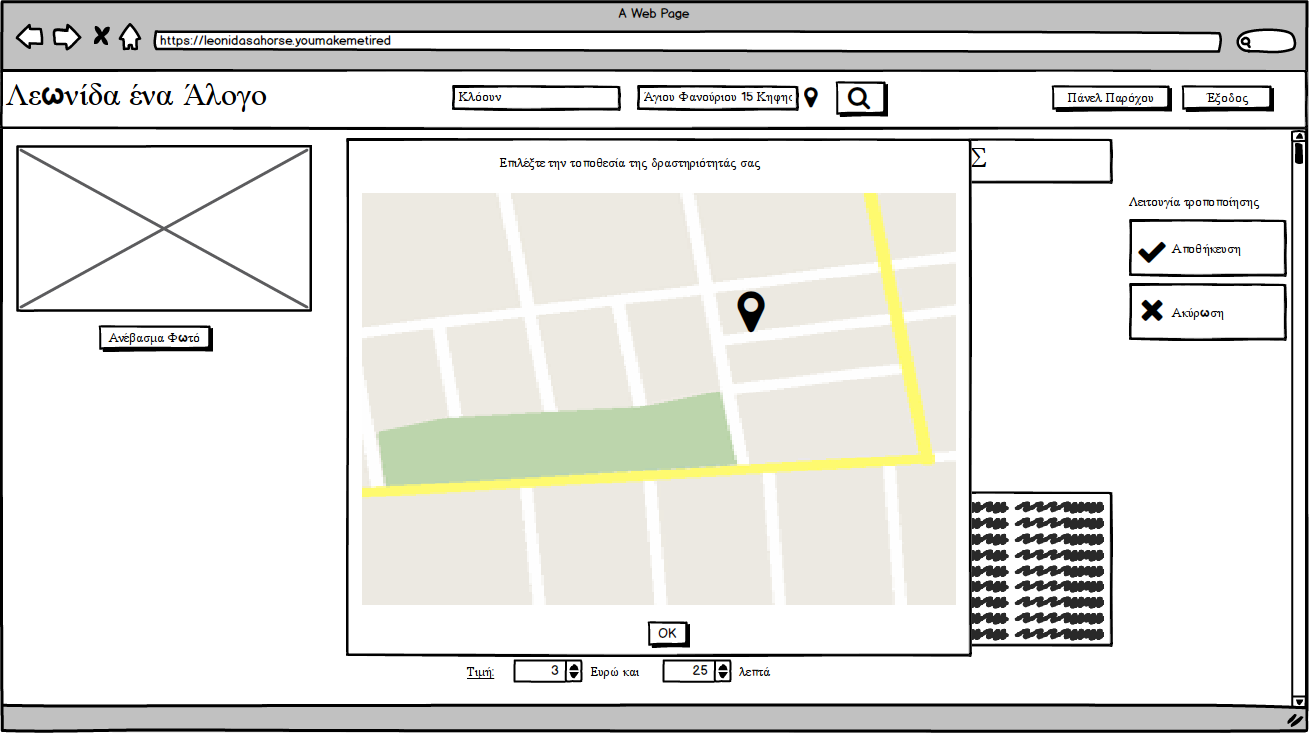 A Web Page
https://leonidasahorse.youmakemetired
Λεωνίδα ένα Άλογο
Κλόουν
Άγιου Φανούριου 15 Κηφης
Πάνελ Παρόχου
Έξοδος
Επιλέξτε την τοποθεσία της δραστηριότητάς σας
Σ
Λειτουγία τροποποίησης
Αποθήκευση
Ακύρωση
Ανέβασμα Φωτό
OK
Τιμή: 3 Ευρώ και 25 λεπτά